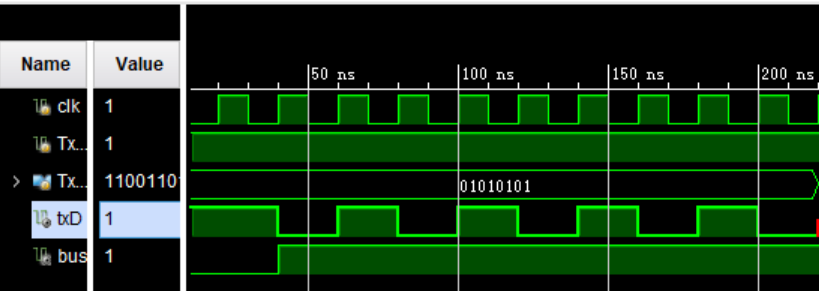 Name Value
50 ns 100 ns 150 ns 200 ns
clk 1
Tx... 1
Tx... 1100110
01010101
txD 1
bus 1